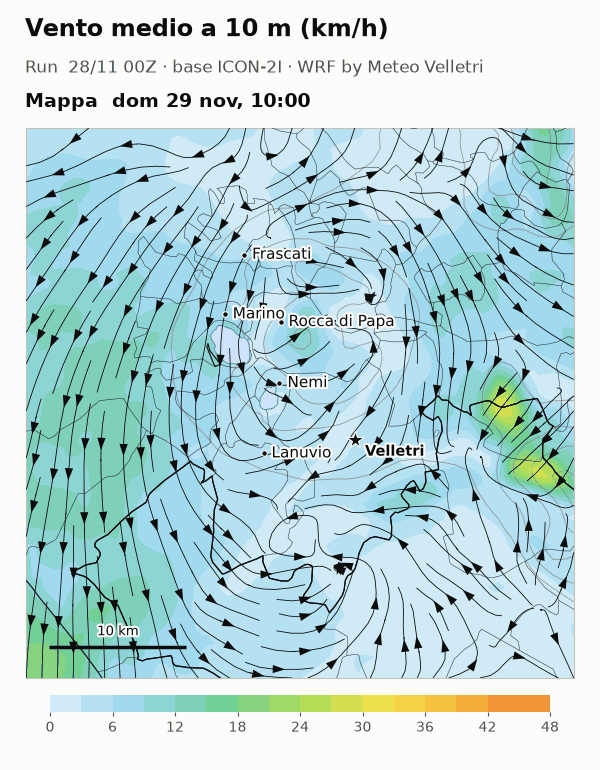 Vento medio a 10 m (km/h)
Run 28/11 00Z · base ICON-2I · WRF by Meteo Velletri
Mappa dom 29 nov, 10:00
Frascati
Marino
Rocca di Papa
Nemi
Velletri
Lanuvio
10 km
0 6 12 18 24 30 36 42 48